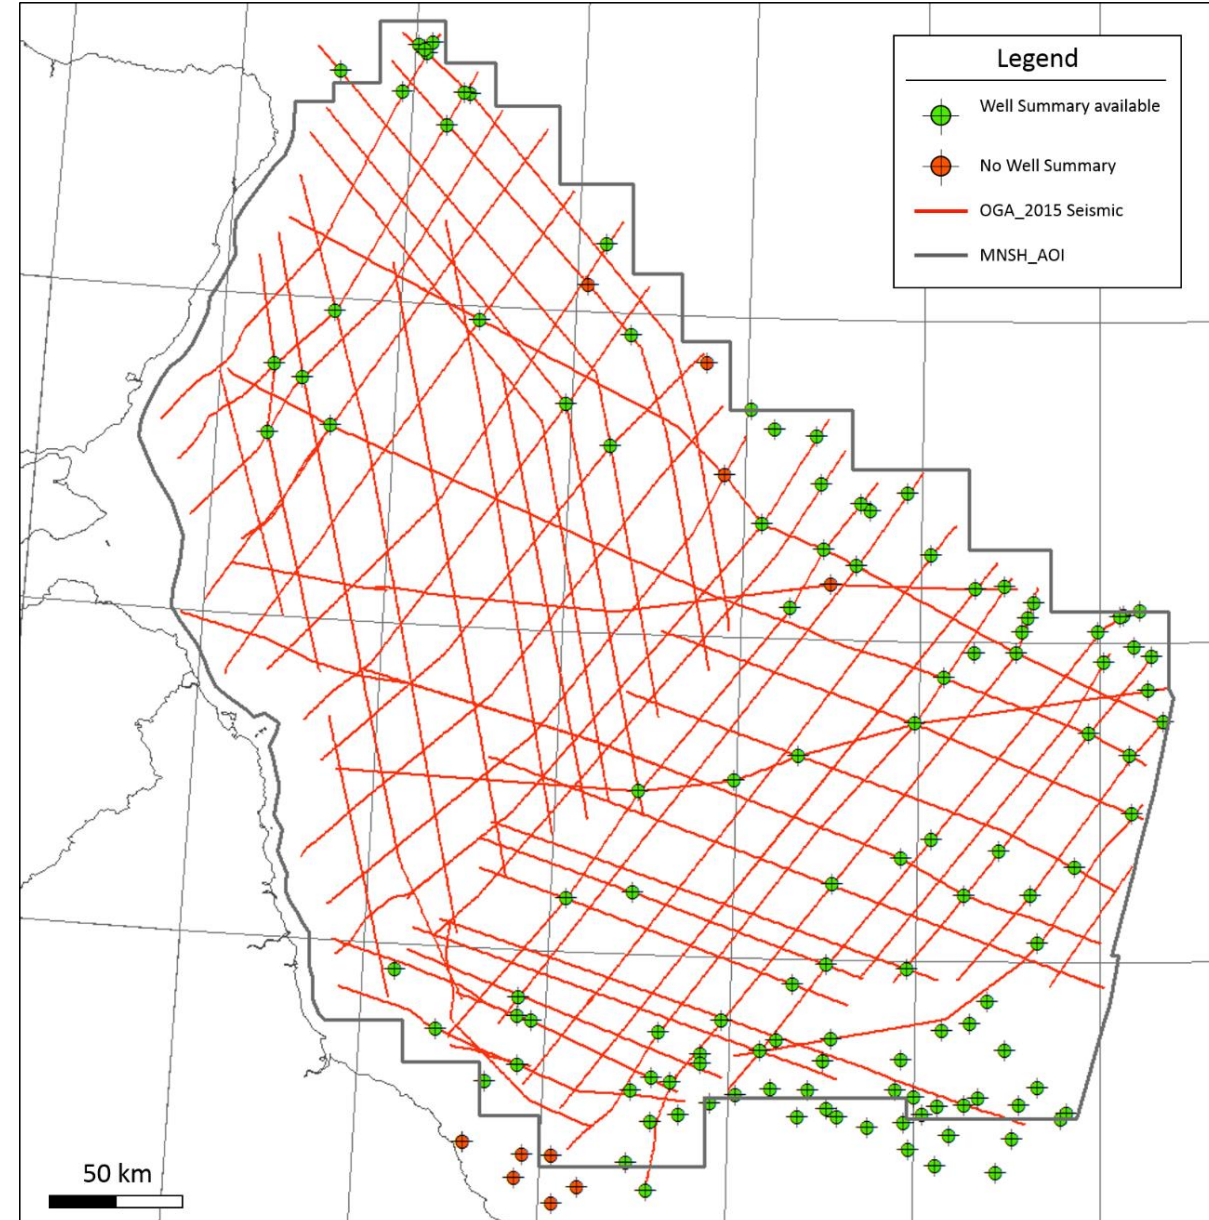 Legend
Well Summary available
No Well Summary
OGA_2015 Seismic
MNSH_AOI
50 km